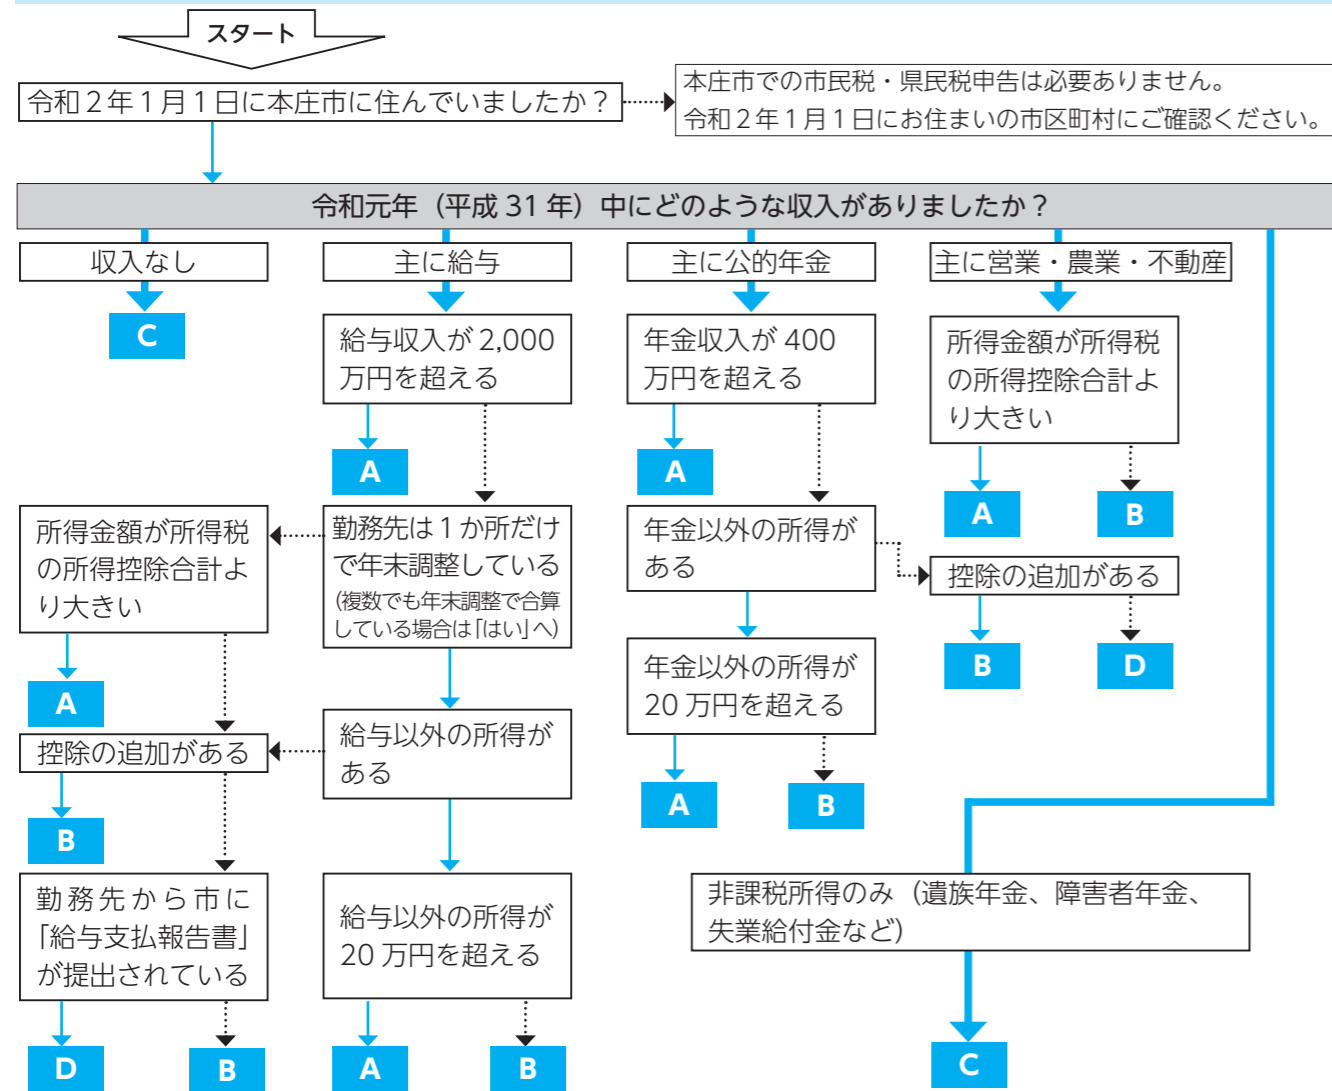 スタート
令和2年1月1日に本庄市に住んでいましたか?
本庄市での市民税・県民税申告は必要ありません。
令和2年1月1日にお住まいの市区町村にご確認ください。
令和元年(平成 31 年)中にどのような収入がありましたか?
収入なし
C
主に給与
給与収入が 2,000
万円を超える
A
勤務先は1か所だけ
で年末調整している
(複数でも年末調整で合算
している場合は「はい」へ)
所得金額が所得税
の所得控除合計よ
り大きい
A
控除の追加がある
B
勤務先から市に
「給与支払報告書」
が提出されている
D
B
給与以外の所得が
ある
給与以外の所得が
20 万円を超える
A
B
主に公的年金
年金収入が 400
万円を超える
A
年金以外の所得が
ある
年金以外の所得が
20 万円を超える
A
B
主に営業・農業・不動産
所得金額が所得税
の所得控除合計よ
り大きい
A
B
控除の追加がある
B
D
非課税所得のみ(遺族年金、障害者年金、
失業給付金など)
C